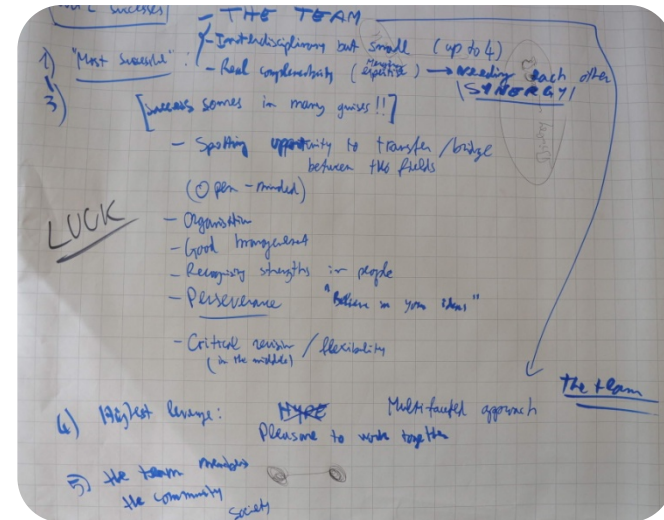 SUCCESSES
- THE TEAM
1) "Most Successful" :
- Interdisciplinary but small (up to 4)
- Real complementarity (expertise) → needing each other
3)
|SYNERGY|
[success comes in many guises!!]
- Spotting opportunity to transfer / bridge
between the fields
(Open-minded)
LUCK
- Organisation
- Good management
- Recognising strengths in people
- Perseverance "Believe in your ideas"
- Critical revision / flexibility
(in the middle)
the team
4) Highest leverage: HYPE Multi-faceted approach
Pleasure to work together
5) the team members
the community
society